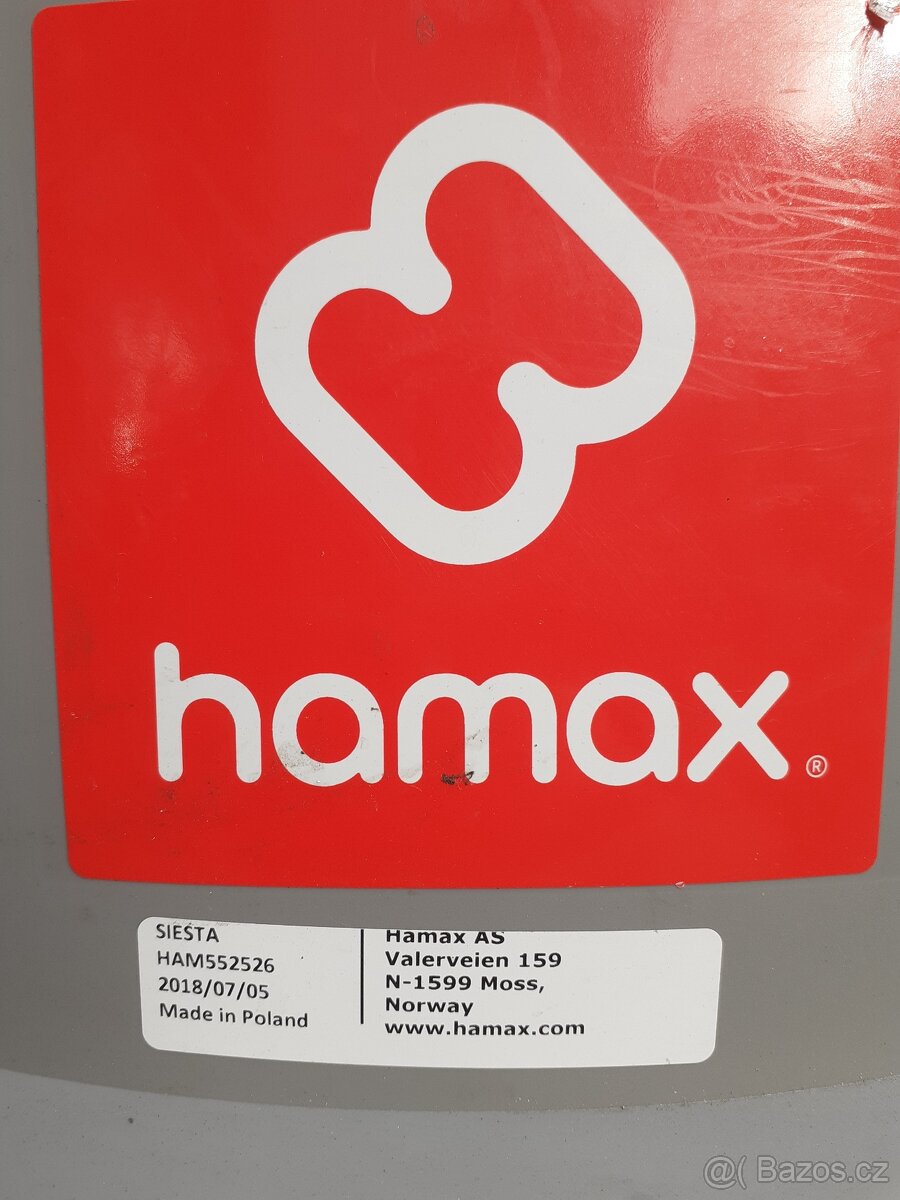 hamax®
SIESTA
HAM552526
2018/07/05
Made in Poland
Hamax AS
Valerveien 159
N-1599 Moss,
Norway
www.hamax.com
@( Bazos.cz